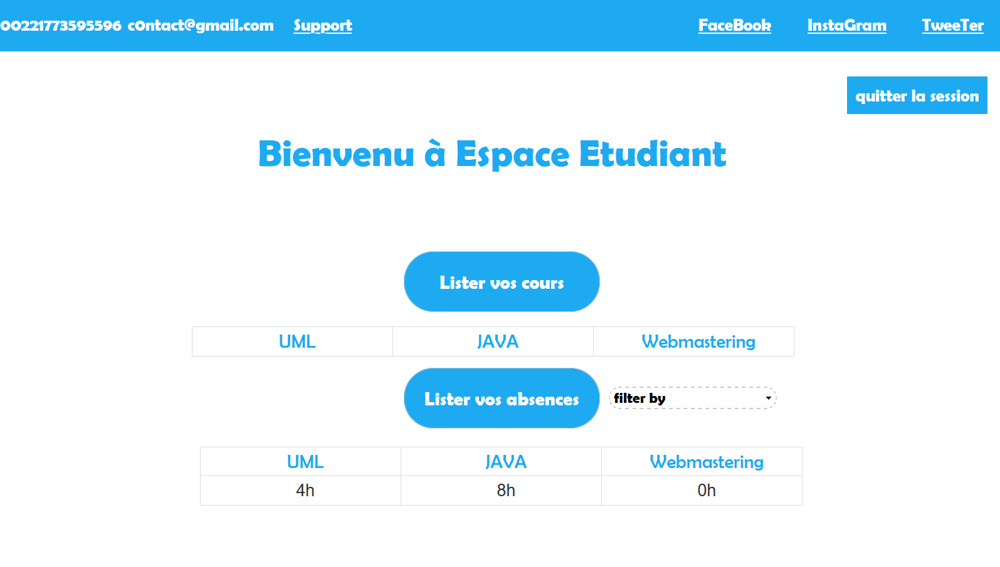 00221773595596 c0ntact@gmail.com Support FaceBook InstaGram TweeTer
quitter la session
Bienvenu à Espace Etudiant
Lister vos cours
UML JAVA Webmastering
Lister vos absences filter by
UML JAVA Webmastering
4h 8h 0h